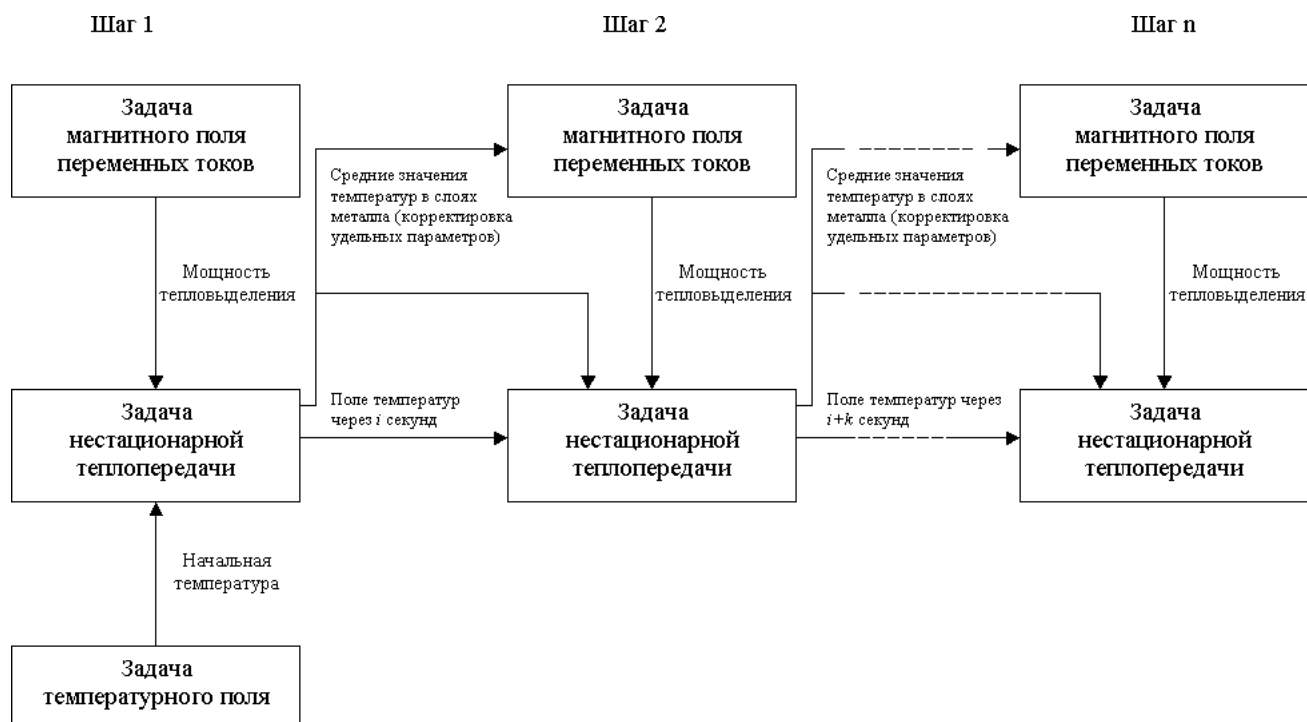 Шаг 1
Шаг 2
Шаг n
Задача
магнитного поля
переменных токов
Задача
магнитного поля
переменных токов
Задача
магнитного поля
переменных токов
Средние значения
температур в слоях
металла (корректировка
удельных параметров)
Средние значения
температур в слоях
металла (корректировка
удельных параметров)
Мощность
тепловыделения
Мощность
тепловыделения
Мощность
тепловыделения
Задача
нестационарной
теплопередачи
Поле температур
через i секунд
Задача
нестационарной
теплопередачи
Поле температур через
i+k секунд
Задача
нестационарной
теплопередачи
Начальная
температура
Задача
температурного поля